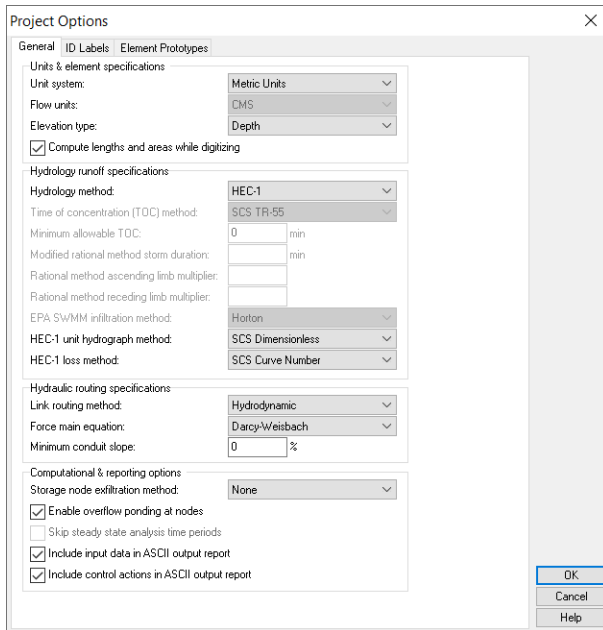 Project Options
General ID Labels Element Prototypes
Units & element specifications
Unit system: Metric Units
Flow units: CMS
Elevation type: Depth
Compute lengths and areas while digitizing
Hydrology runoff specifications
Hydrology method: HEC-1
Time of concentration (TOC) method: SCS TR-55
Minimum allowable TOC: 0 min
Modified rational method storm duration: min
Rational method ascending limb multiplier:
Rational method receding limb multiplier:
EPA SWMM infiltration method: Horton
HEC-1 unit hydrograph method: SCS Dimensionless
HEC-1 loss method: SCS Curve Number
Hydraulic routing specifications
Link routing method: Hydrodynamic
Force main equation: Darcy-Weisbach
Minimum conduit slope: 0 %
Computational & reporting options
Storage node exfiltration method: None
Enable overflow ponding at nodes
Skip steady state analysis time periods
Include input data in ASCII output report
Include control actions in ASCII output report
OK
Cancel
Help